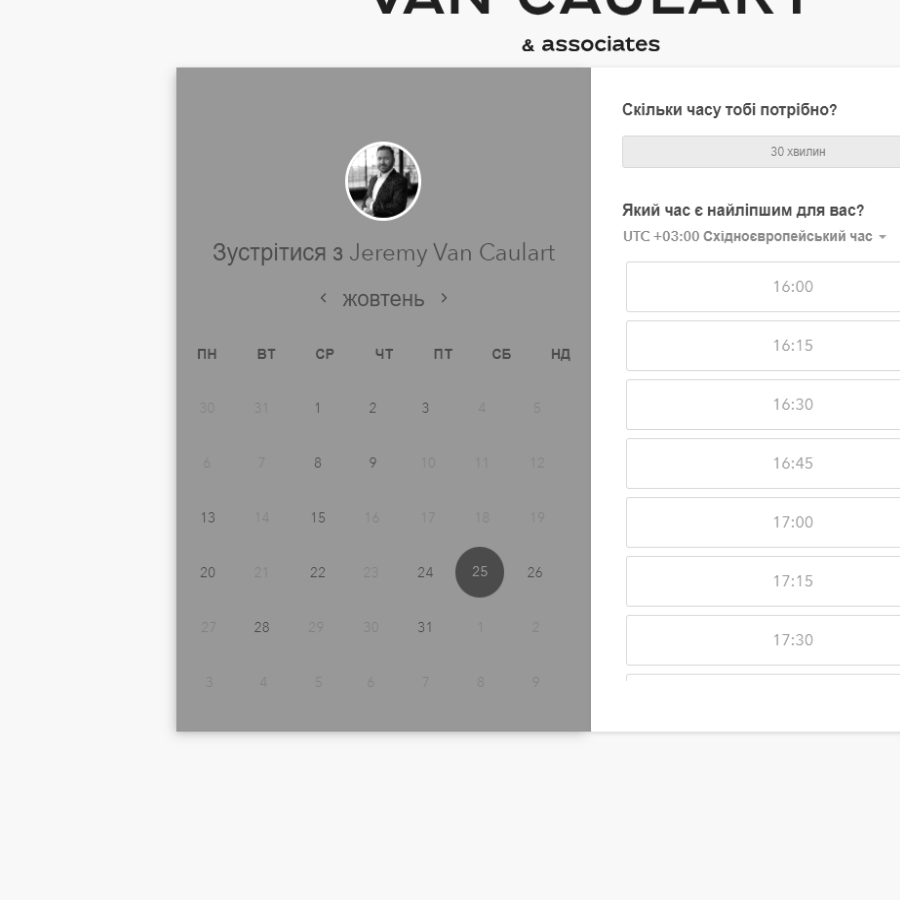 VAN CAULART
& associates
Зустрітися з Jeremy Van Caulart
жовтень
ПН ВТ СР ЧТ ПТ СБ НД
30 31 1 2 3 4 5
6 7 8 9 10 11 12
13 14 15 16 17 18 19
20 21 22 23 24 25 26
27 28 29 30 31 1 2
3 4 5 6 7 8 9
Скільки часу тобі потрібно?
30 хвилин
Який час є найліпшим для вас?
UTC +03:00 Східноєвропейський час
16:00
16:15
16:30
16:45
17:00
17:15
17:30